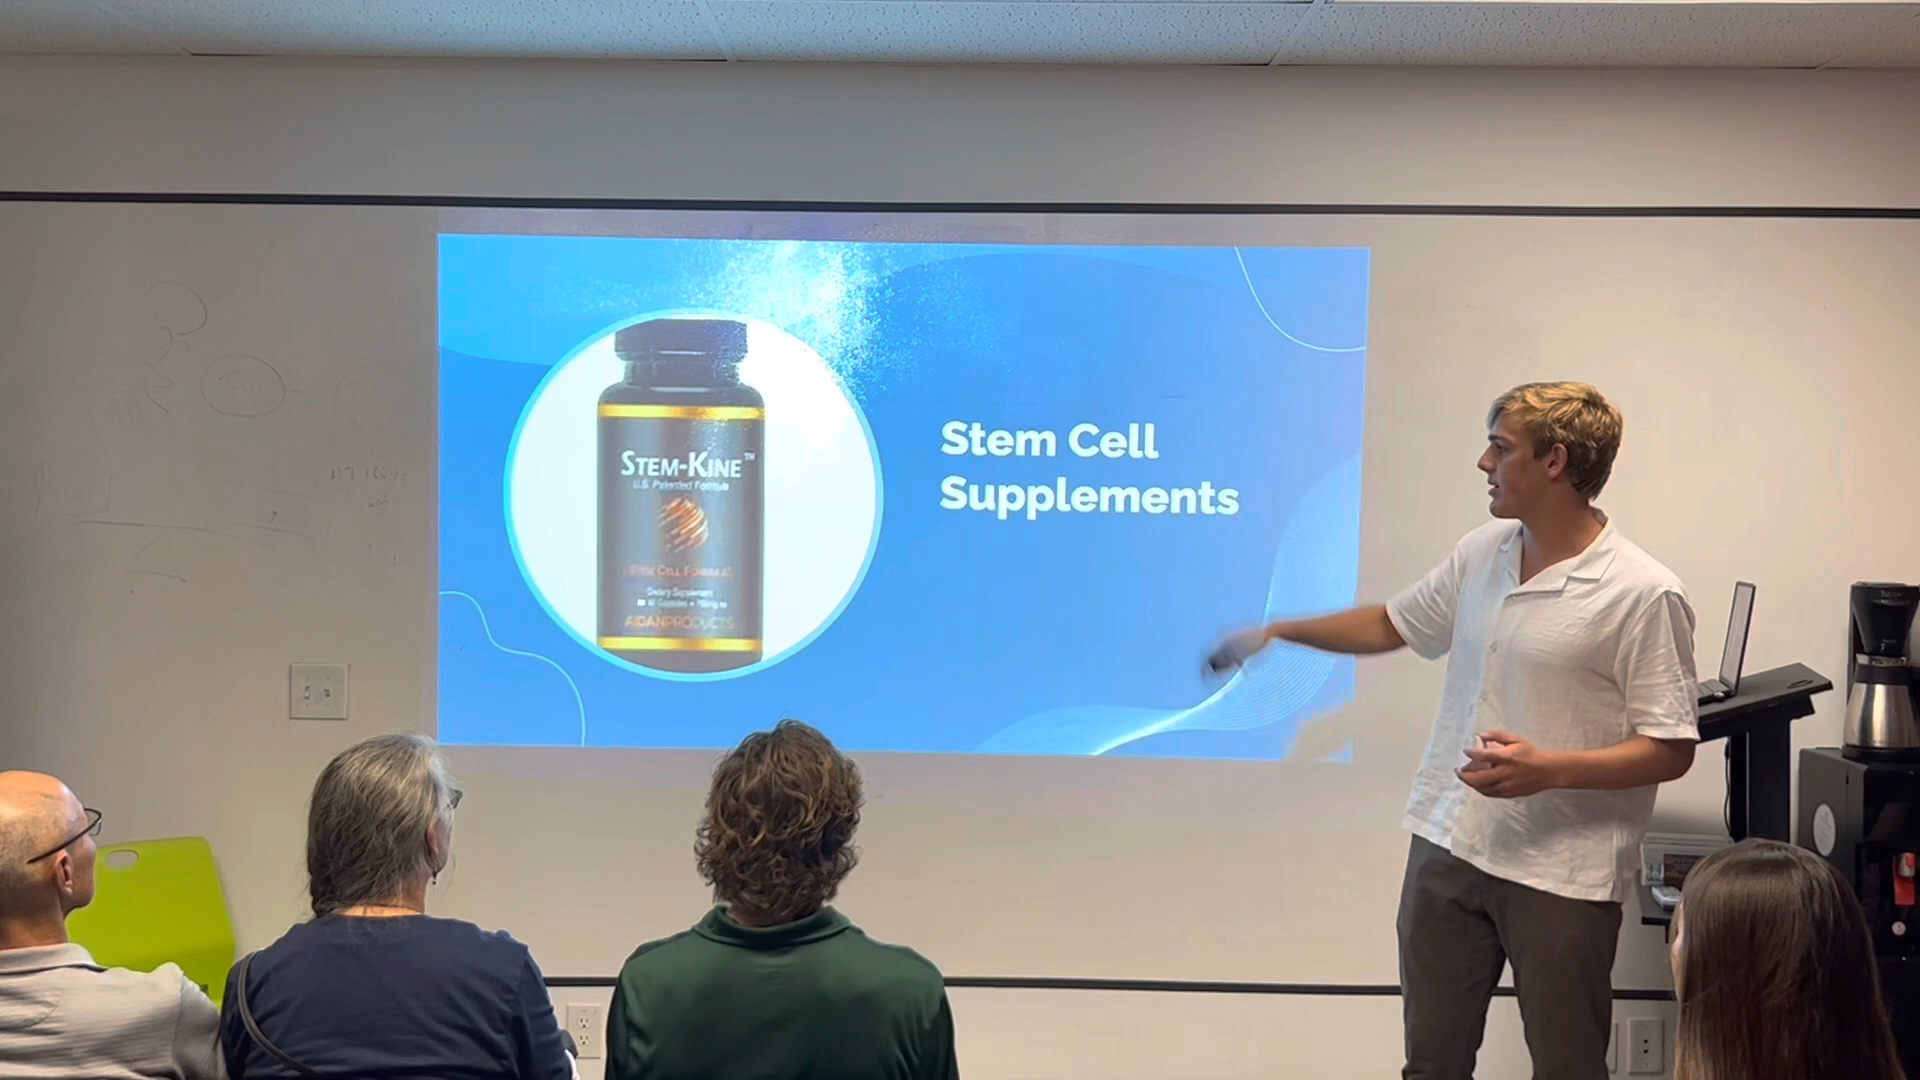 Stem Cell
Supplements
STEM-KINE™
U.S. Patented Formula
STEM CELL FORMULA
Dietary Supplement
AIDANPRODUCTS